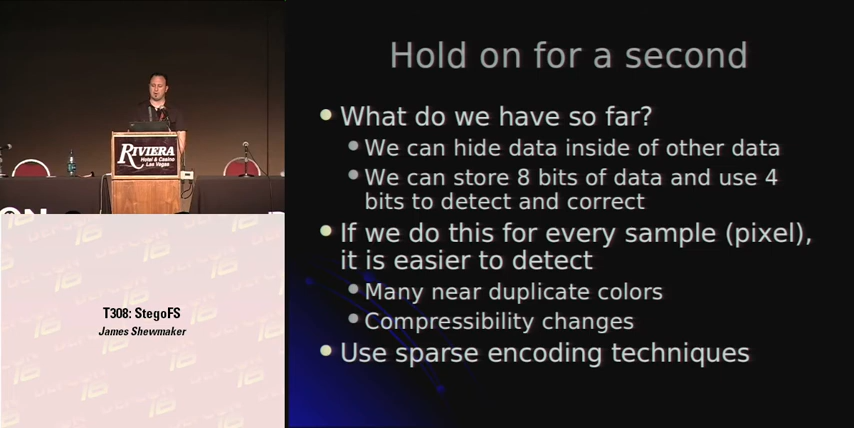 Hold on for a second
What do we have so far?
We can hide data inside of other data
We can store 8 bits of data and use 4
bits to detect and correct
If we do this for every sample (pixel),
it is easier to detect
Many near duplicate colors
Compressibility changes
Use sparse encoding techniques
RIVIERA
Hotel & Casino
Las Vegas
T308: StegoFS
James Shewmaker